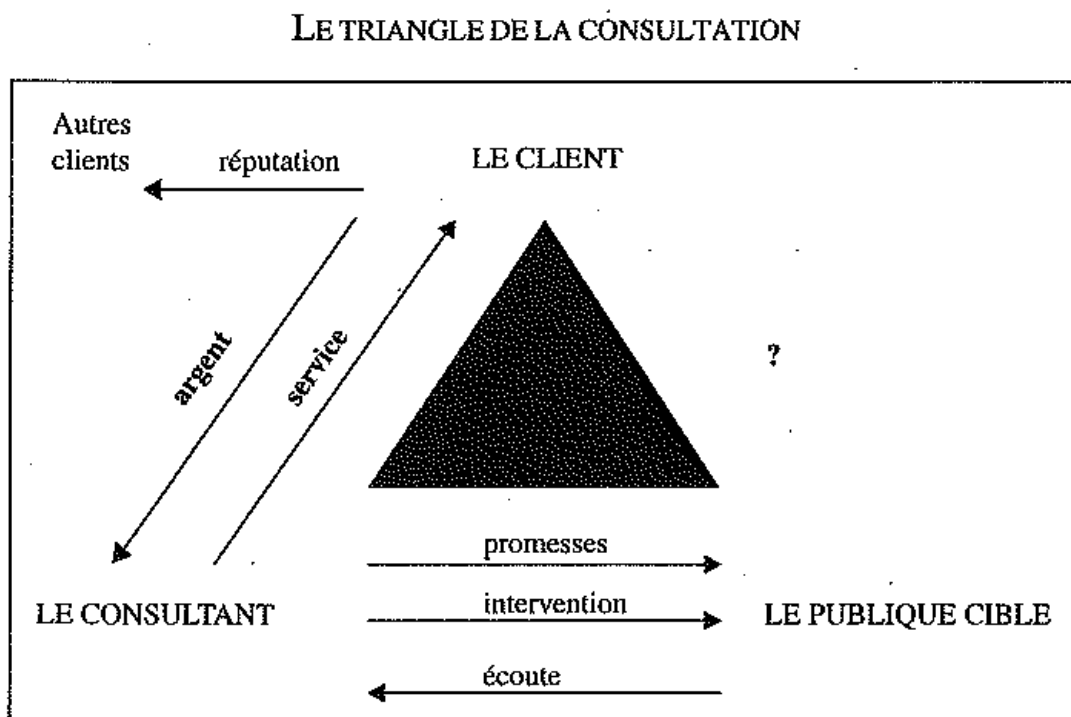 LE TRIANGLE DE LA CONSULTATION
Autres
clients
réputation
LE CLIENT
argent
service
?
promesses
LE CONSULTANT
intervention
LE PUBLIQUE CIBLE
écoute